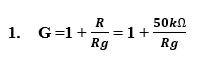 1. G=1+ R/Rg =1+ 50kΩ/Rg